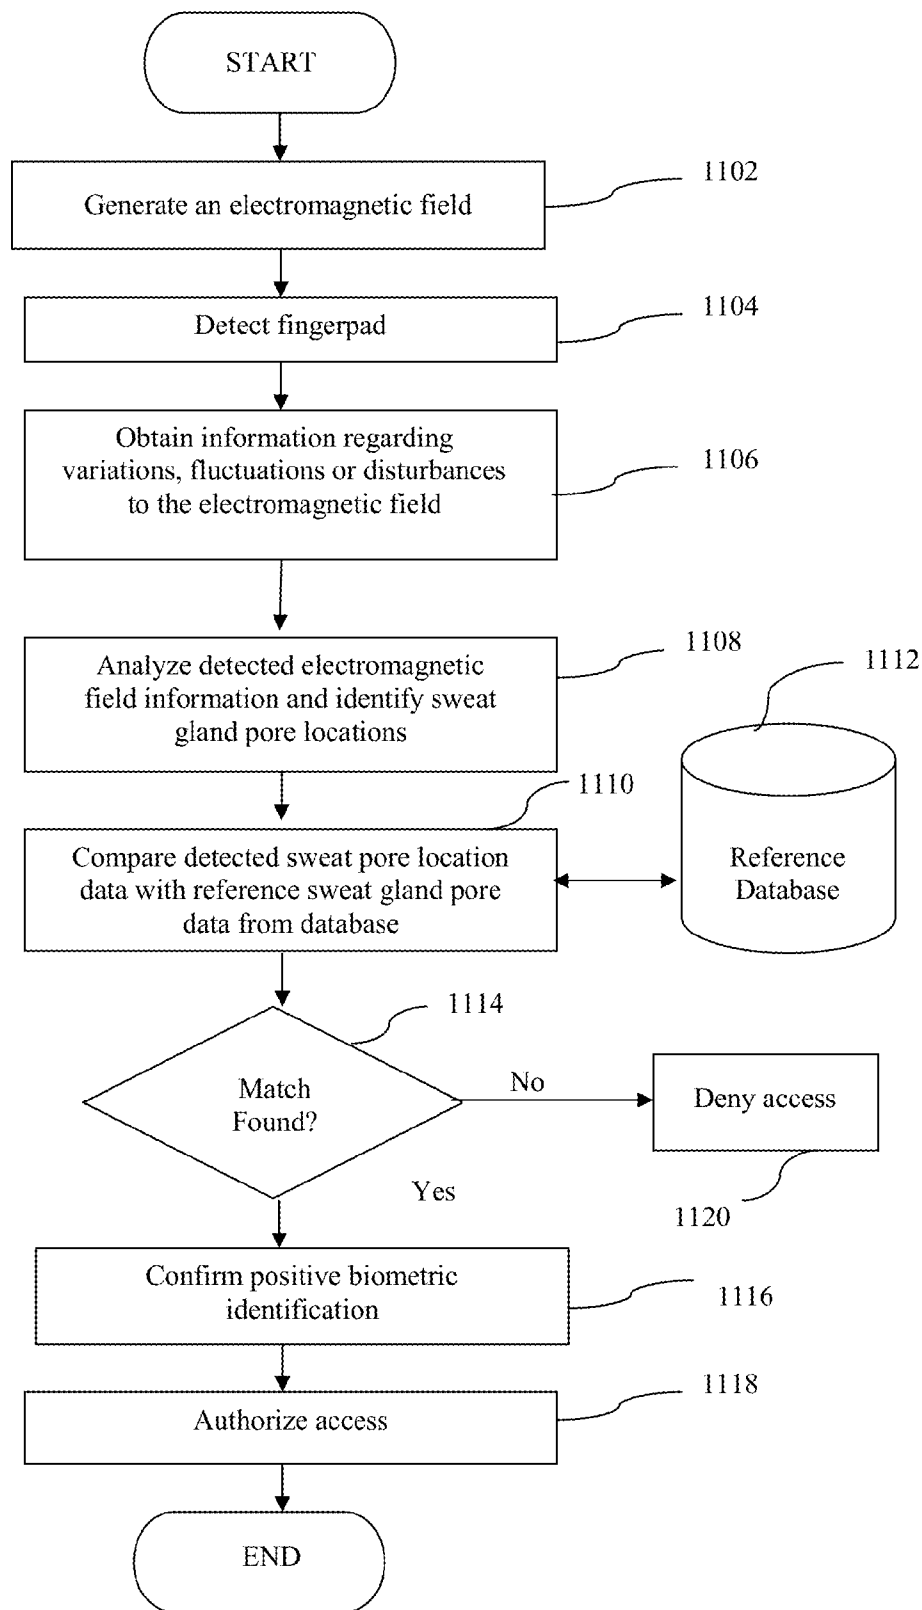 START
1102
Generate an electromagnetic field
1104
Detect fingerpad
Obtain information regarding
variations, fluctuations or disturbances
to the electromagnetic field
1106
1108
Analyze detected electromagnetic
field information and identify sweat
gland pore locations
1112
1110
Compare detected sweat pore location
data with reference sweat gland pore
data from database
Reference
Database
1114
Match
Found?
No
Deny access
Yes
1120
Confirm positive biometric
identification
1116
1118
Authorize access
END